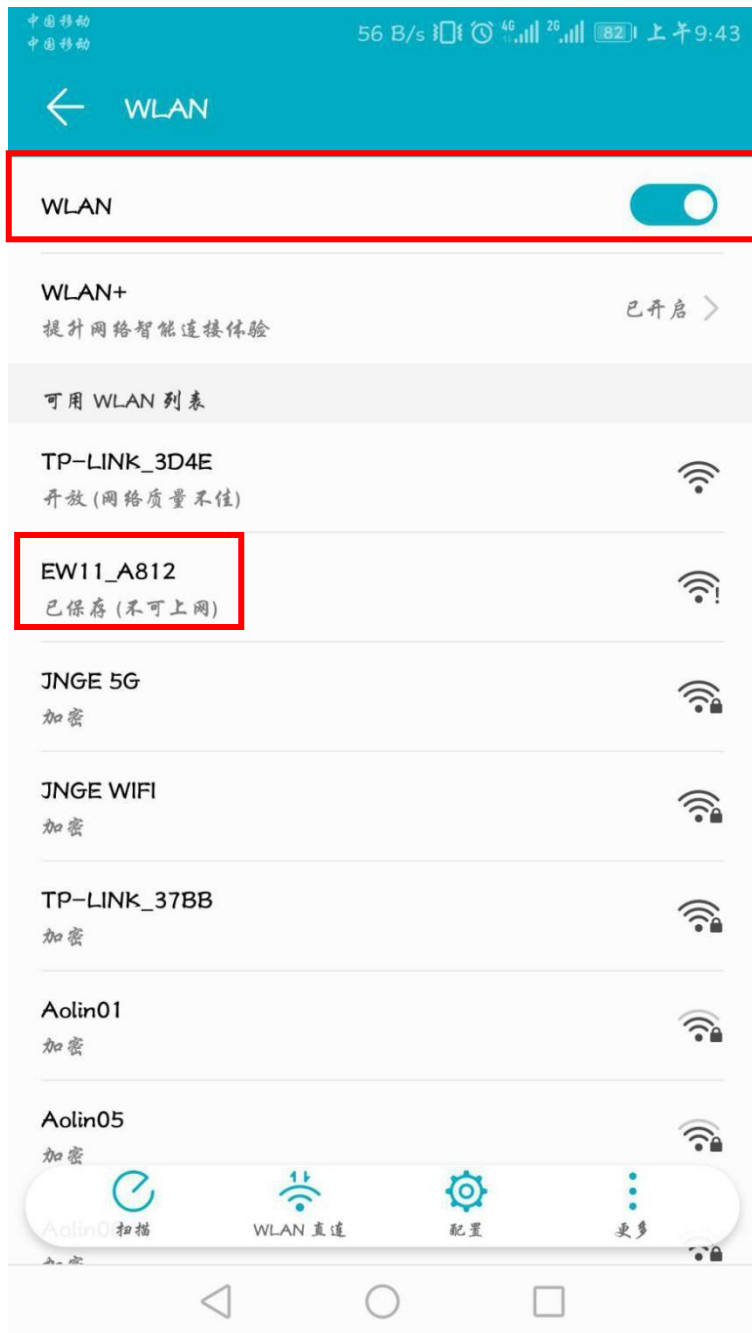 中国移动
中国移动
56 B/s 4G 2G 82 上午9:43
WLAN
WLAN
WLAN+
提升网络智能连接体验
已开启
可用 WLAN 列表
TP-LINK_3D4E
开放(网络质量不佳)
EW11_A812
已保存(不可上网)
JNGE 5G
加密
JNGE WIFI
加密
TP-LINK_37BB
加密
Aolin01
加密
Aolin05
加密
扫描
WLAN 直连
配置
更多
加密